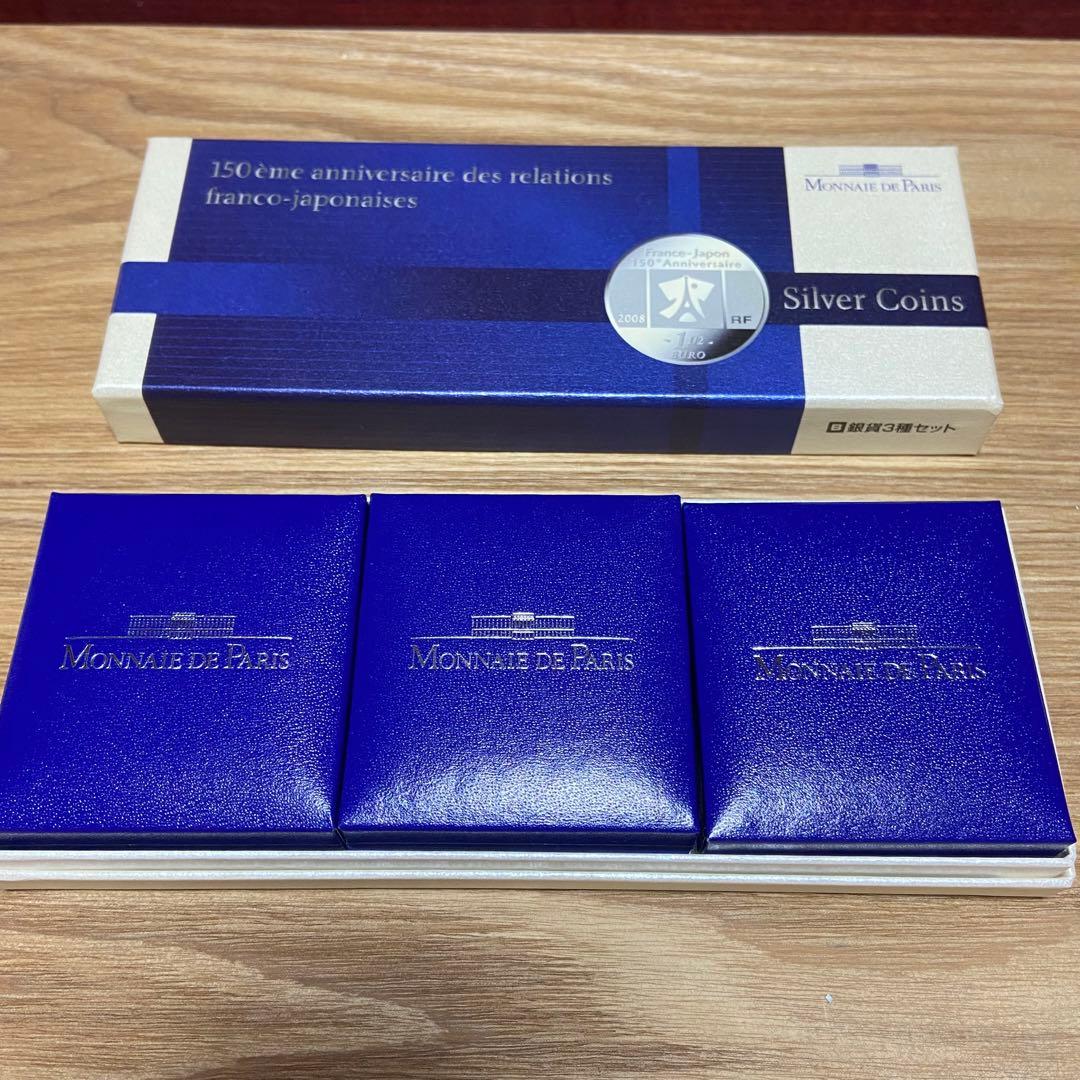 150ème anniversaire des relations
franco-japonaises
MONNAIE DE PARIS
France-Japon
150e Anniversaire
2008
RF
1 1/2
EURO
Silver Coins
B 銀貨3種セット
MONNAIE DE PARIS
MONNAIE DE PARIS
MONNAIE DE PARIS